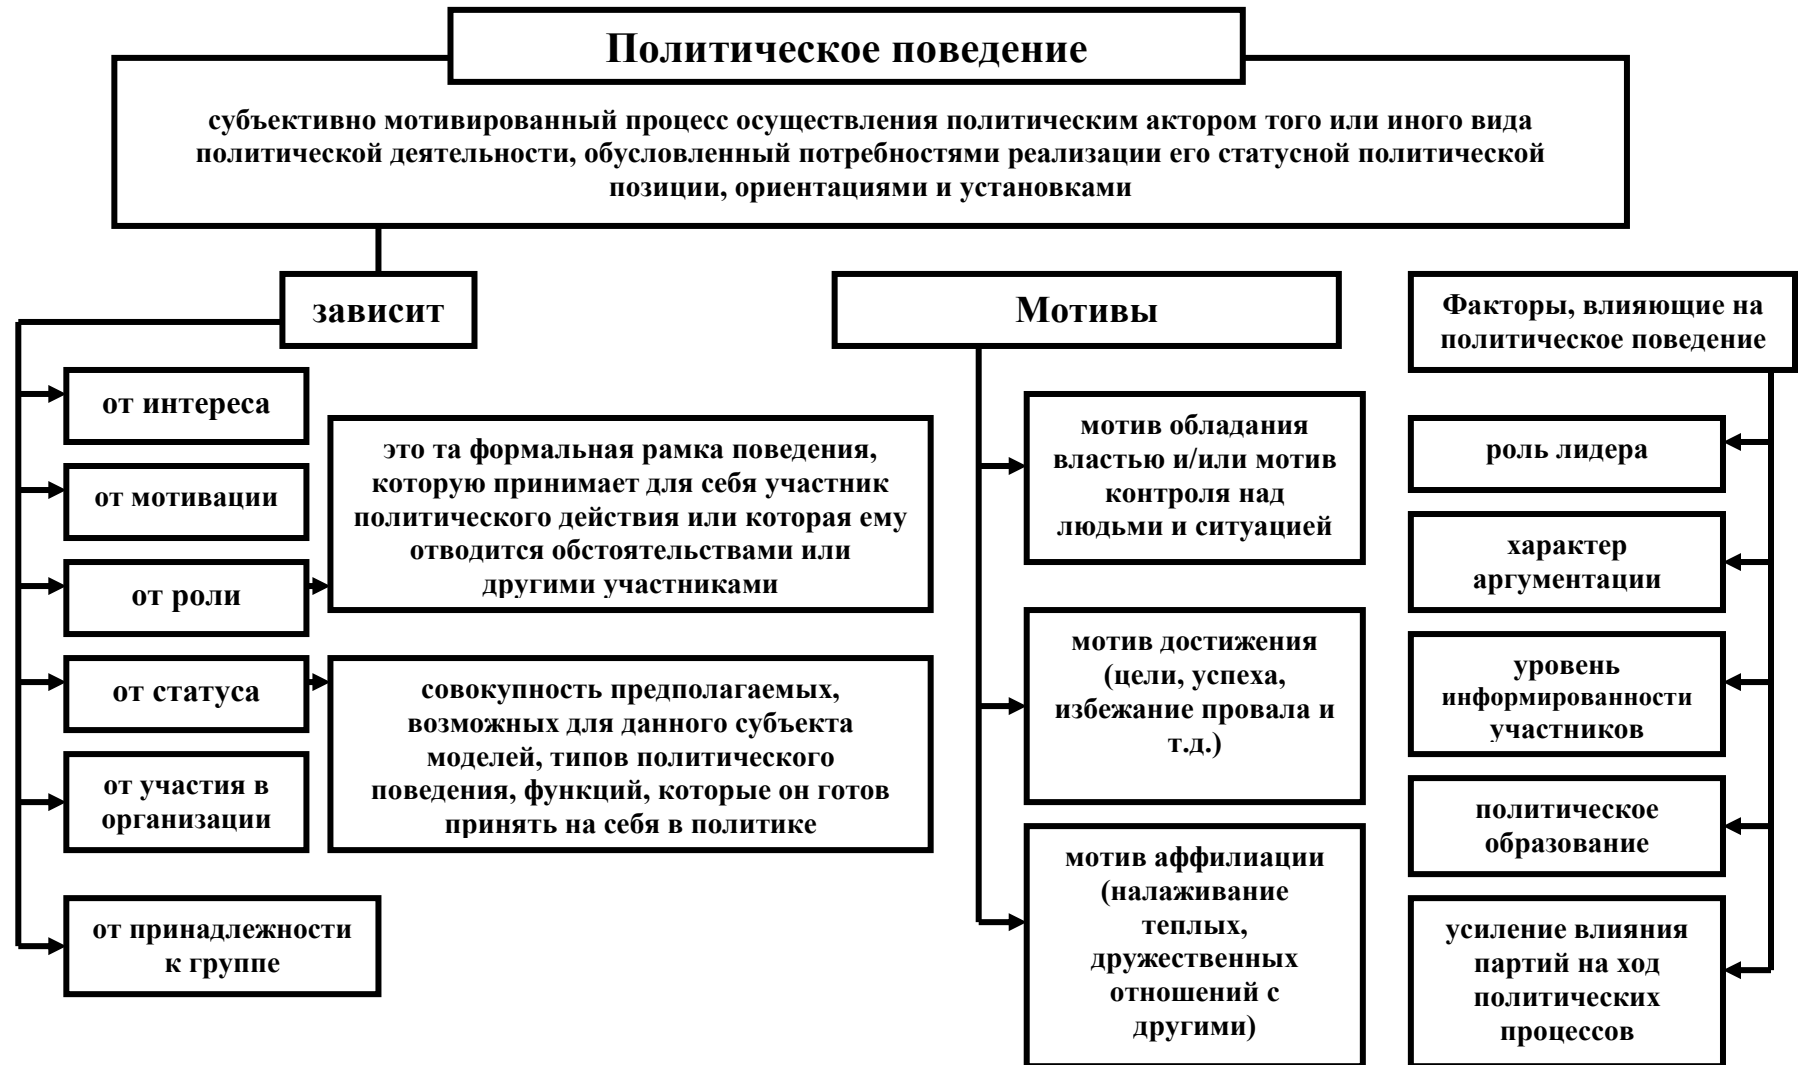 Политическое поведение
субъективно мотивированный процесс осуществления политическим актором того или иного вида
политической деятельности, обусловленный потребностями реализации его статусной политической
позиции, ориентациями и установками
зависит
от интереса
от мотивации
от роли
это та формальная рамка поведения,
которую принимает для себя участник
политического действия или которая ему
отводится обстоятельствами или
другими участниками
от статуса
совокупность предполагаемых,
возможных для данного субъекта
моделей, типов политического
поведения, функций, которые он готов
принять на себя в политике
от участия в
организации
от принадлежности
к группе
Мотивы
мотив обладания
властью и/или мотив
контроля над
людьми и ситуацией
мотив достижения
(цели, успеха,
избежание провала и
т.д.)
мотив аффилиации
(налаживание
теплых,
дружественных
отношений с
другими)
Факторы, влияющие на
политическое поведение
роль лидера
характер
аргументации
уровень
информированности
участников
политическое
образование
усиление влияния
партий на ход
политических
процессов